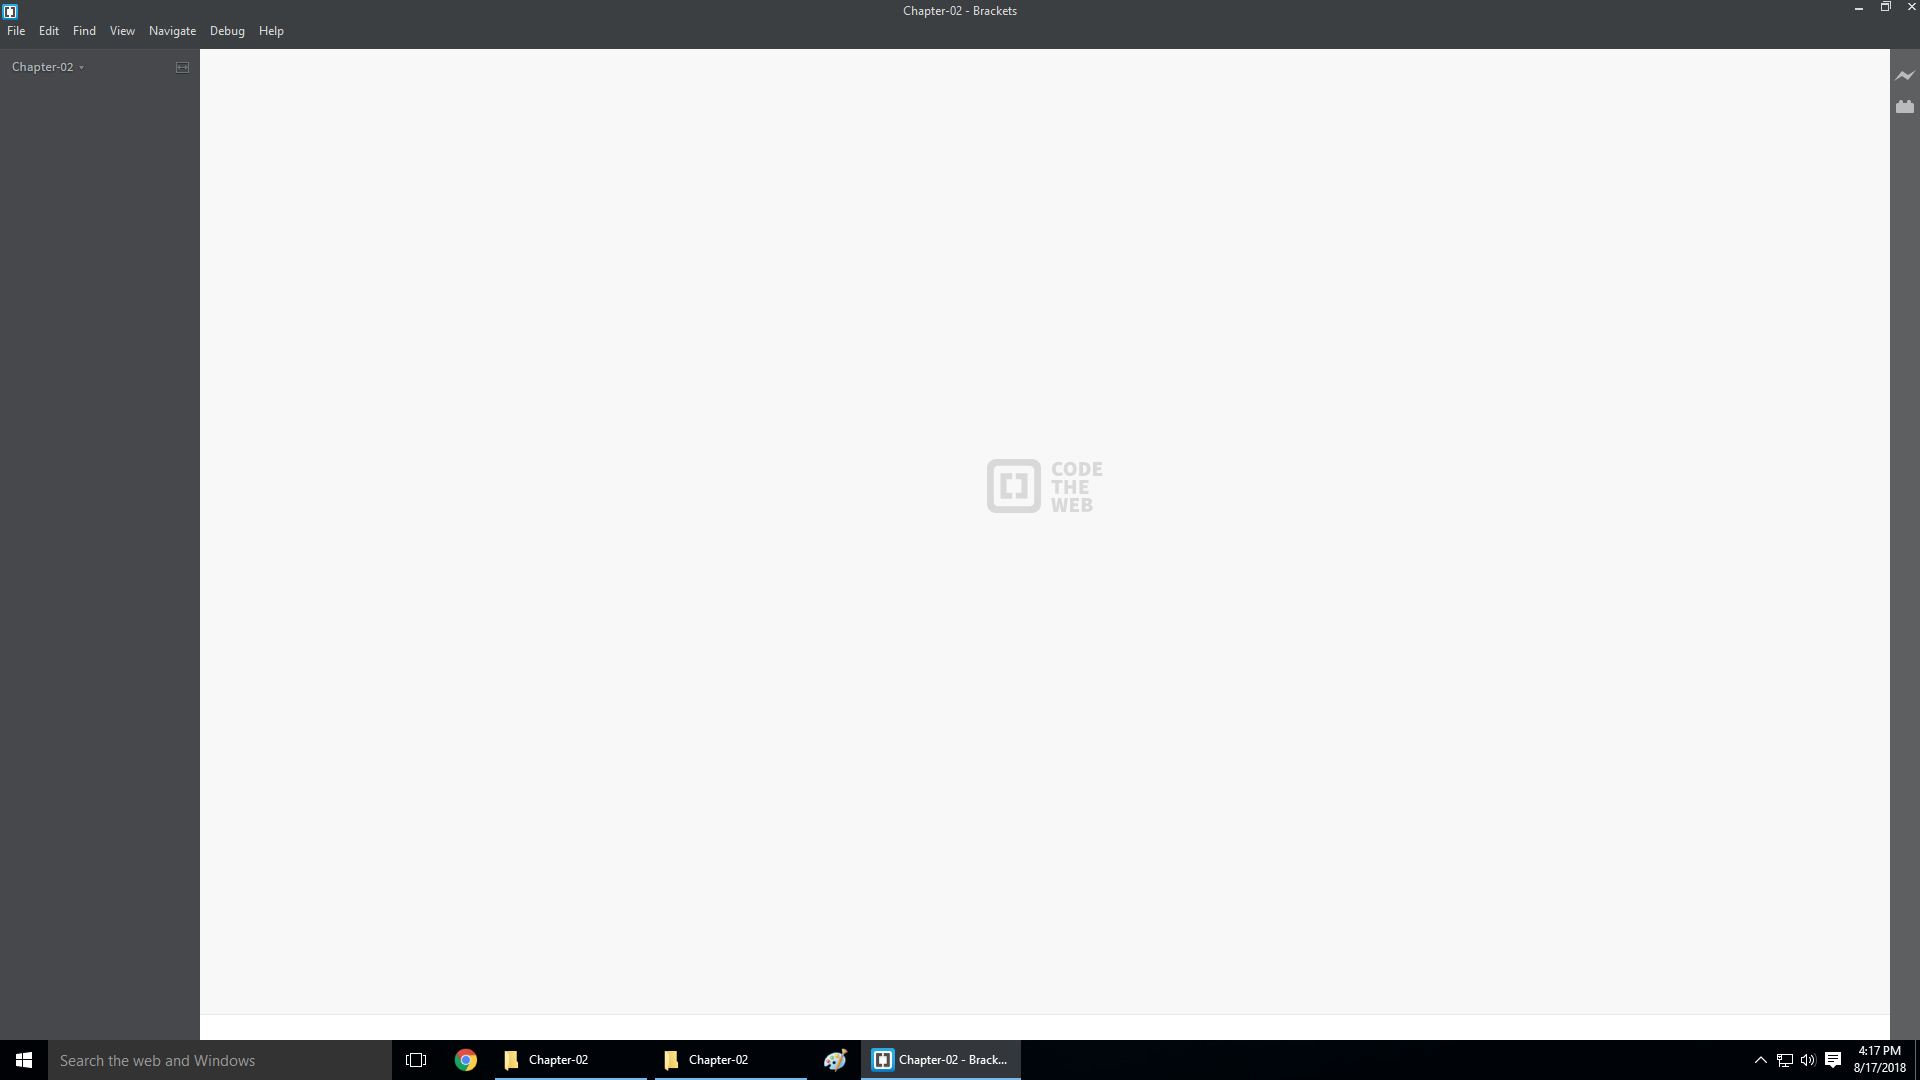 Chapter-02 - Brackets
File Edit Find View Navigate Debug Help
Chapter-02
CODE
THE
WEB
Search the web and Windows
Chapter-02
Chapter-02
Chapter-02 - Brack...
4:17 PM
8/17/2018